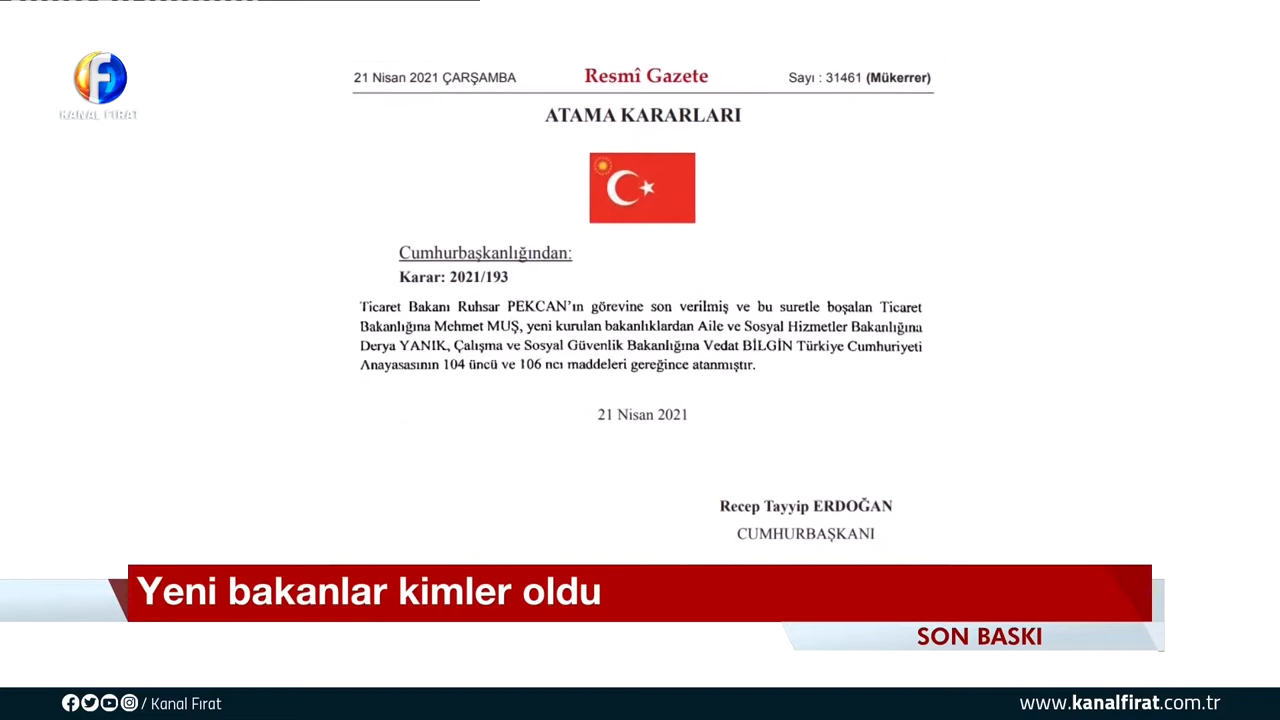 KANAL FIRAT
21 Nisan 2021 ÇARŞAMBA Resmî Gazete Sayı : 31461 (Mükerrer)
ATAMA KARARLARI
Cumhurbaşkanlığından:
Karar: 2021/193
Ticaret Bakanı Ruhsar PEKCAN'ın görevine son verilmiş ve bu suretle boşalan Ticaret
Bakanlığına Mehmet MUŞ, yeni kurulan bakanlıklardan Aile ve Sosyal Hizmetler Bakanlığına
Derya YANIK, Çalışma ve Sosyal Güvenlik Bakanlığına Vedat BİLGİN Türkiye Cumhuriyeti
Anayasasının 104 üncü ve 106 ncı maddeleri gereğince atanmıştır.
21 Nisan 2021
Recep Tayyip ERDOĞAN
CUMHURBAŞKANI
Yeni bakanlar kimler oldu
SON BASKI
/ Kanal Fırat www.kanalfirat.com.tr